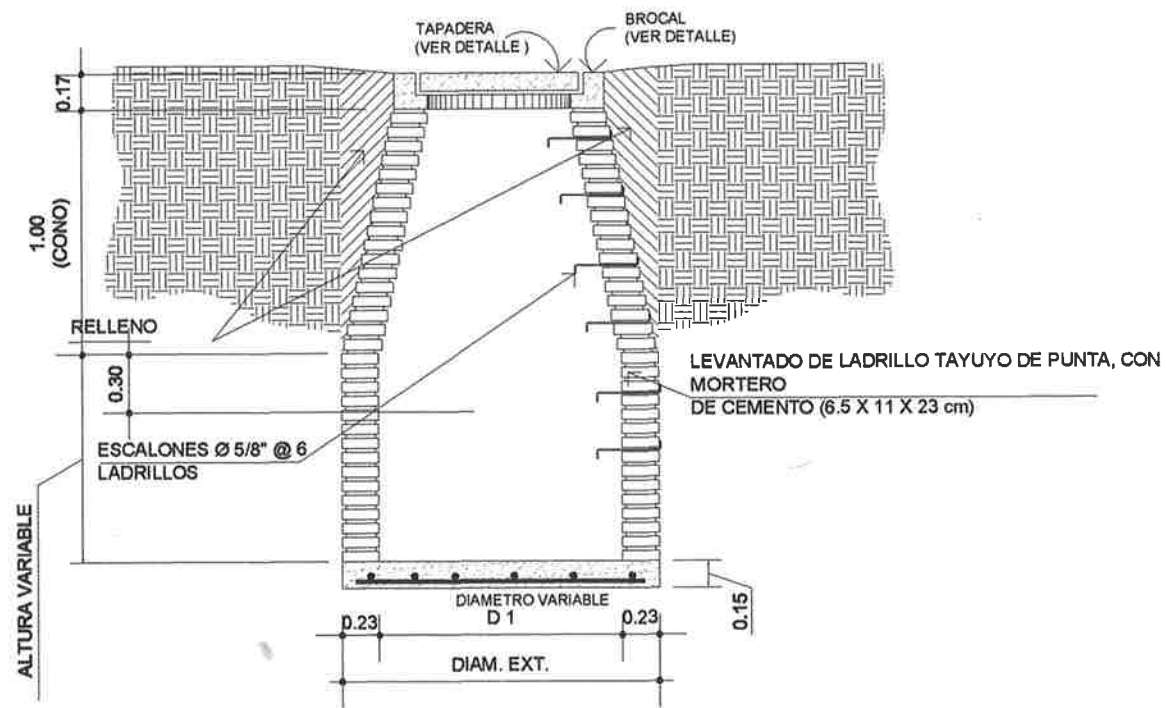 TAPADERA
(VER DETALLE )
BROCAL
(VER DETALLE)
0.17
1.00
(CONO)
RELLENO
0.30
LEVANTADO DE LADRILLO TAYUYO DE PUNTA, CON
MORTERO
DE CEMENTO (6.5 X 11 X 23 cm)
ESCALONES Ø 5/8" @ 6
LADRILLOS
ALTURA VARIABLE
DIAMETRO VARIABLE
0.23
D 1
0.23
0.15
DIAM. EXT.